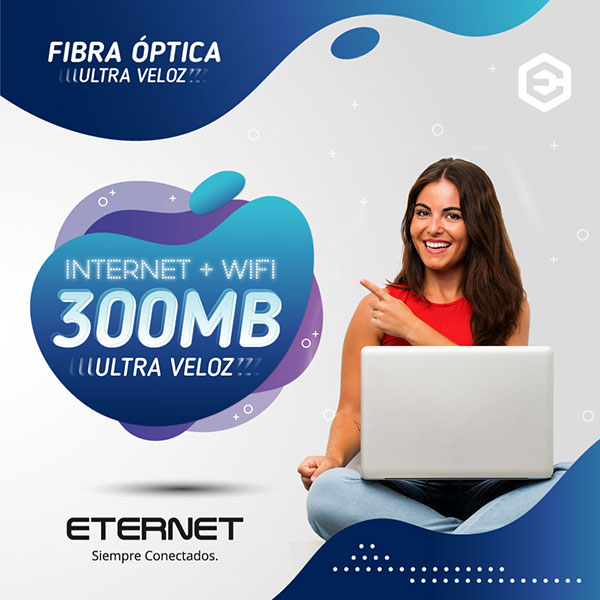 FIBRA ÓPTICA
ULTRA VELOZ
INTERNET + WIFI
300MB
ULTRA VELOZ
ETERNET
Siempre Conectados.